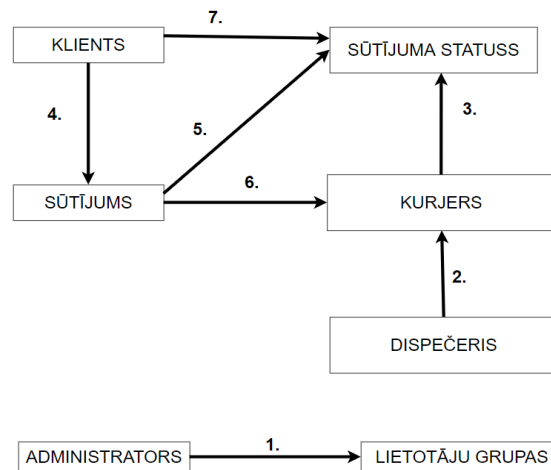 7.
KLIENTS
SŪTĪJUMA STATUSS
4.
5.
3.
6.
SŪTĪJUMS
KURJERS
2.
DISPEČERIS
1.
ADMINISTRATORS
LIETOTĀJU GRUPAS